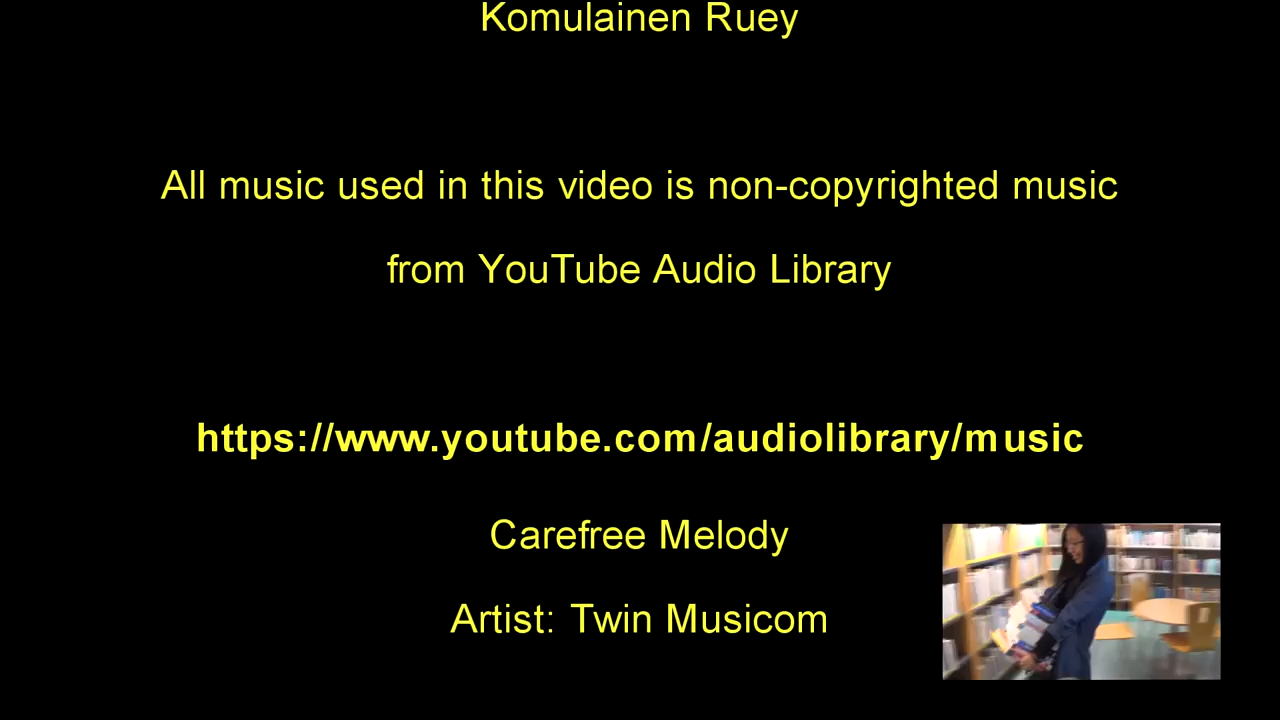 Komulainen Ruey
All music used in this video is non-copyrighted music
from YouTube Audio Library
https://www.youtube.com/audiolibrary/music
Carefree Melody
Artist: Twin Musicom